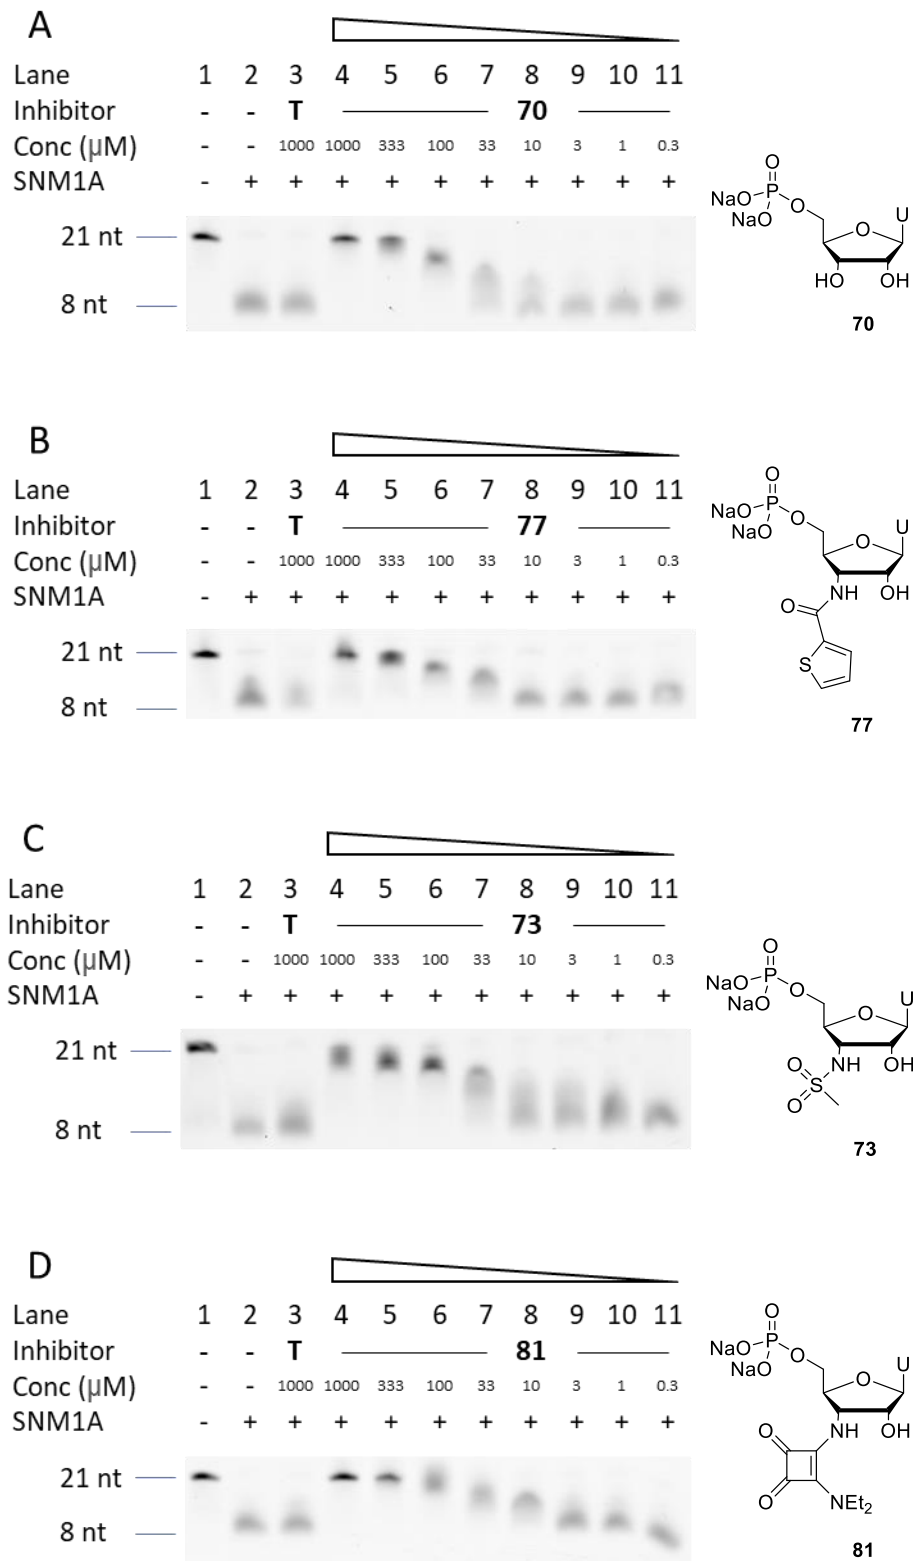 A
Lane 1 2 3 4 5 6 7 8 9 10 11
Inhibitor - - T 70
Conc (µM) - - 1000 1000 333 100 33 10 3 1 0.3
SNM1A - + + + + + + + + + +
21 nt
8 nt
O
NaO P
NaO O
O U
HO OH
70
B
Lane 1 2 3 4 5 6 7 8 9 10 11
Inhibitor - - T 77
Conc (µM) - - 1000 1000 333 100 33 10 3 1 0.3
SNM1A - + + + + + + + + + +
21 nt
8 nt
O
NaO P
NaO O
O U
NH OH
O
S
77
C
Lane 1 2 3 4 5 6 7 8 9 10 11
Inhibitor - - T 73
Conc (µM) - - 1000 1000 333 100 33 10 3 1 0.3
SNM1A - + + + + + + + + + +
21 nt
8 nt
O
NaO P
NaO O
O U
NH OH
O S
O
73
D
Lane 1 2 3 4 5 6 7 8 9 10 11
Inhibitor - - T 81
Conc (µM) - - 1000 1000 333 100 33 10 3 1 0.3
SNM1A - + + + + + + + + + +
21 nt
8 nt
O
NaO P
NaO O
O U
NH OH
O
O NEt2
81